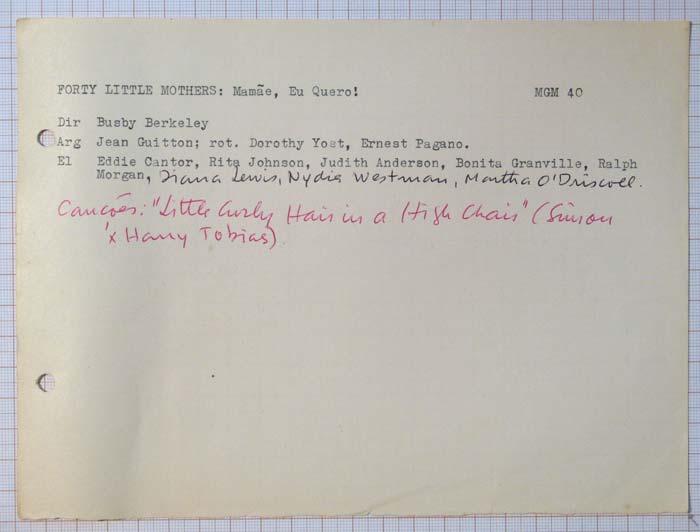 FORTY LITTLE MOTHERS: Mamãe, Eu Quero! MGM 40
Dir Busby Berkeley
Arg Jean Guitton; rot. Dorothy Yost, Ernest Pagano.
El Eddie Cantor, Rita Johnson, Judith Anderson, Bonita Granville, Ralph
Morgan, Diana Lewis, Nydia Westman, Martha O'Driscoll.
Canções: "Little Curly Hair in a High Chair" (Simon
x Harry Tobias)